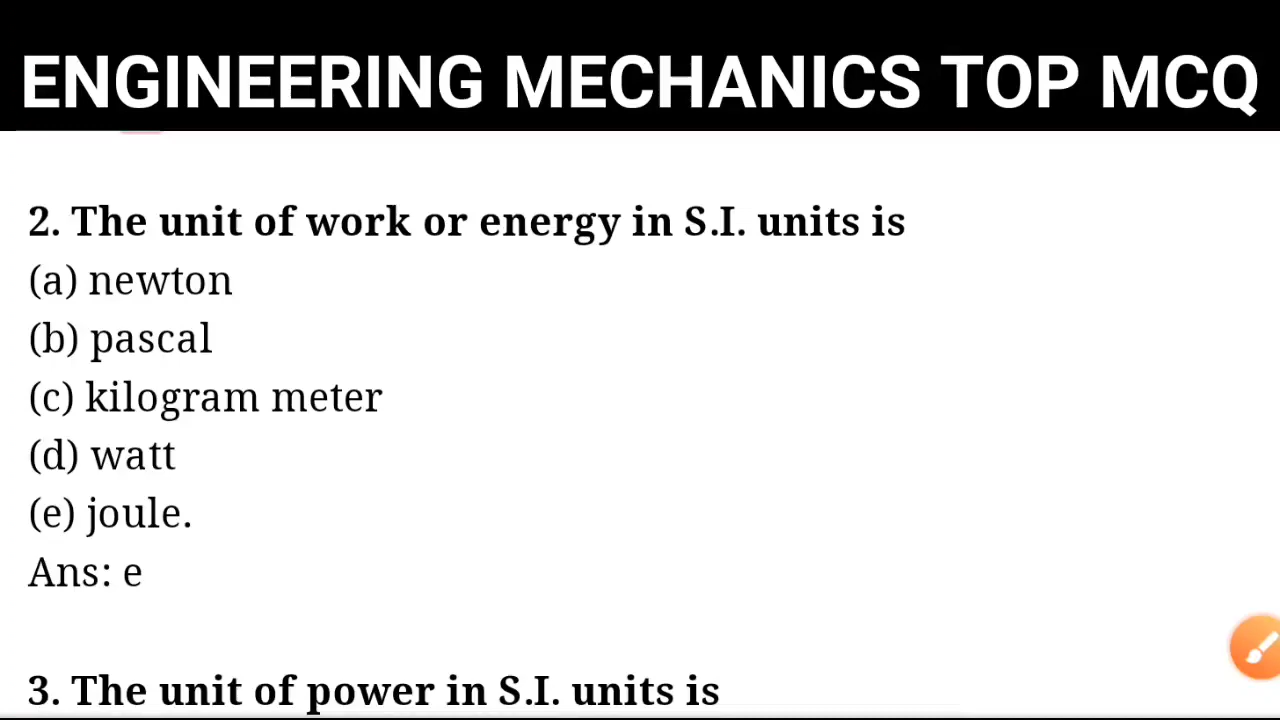 ENGINEERING MECHANICS TOP MCQ
2. The unit of work or energy in S.I. units is
(a) newton
(b) pascal
(c) kilogram meter
(d) watt
(e) joule.
Ans: e
3. The unit of power in S.I. units is